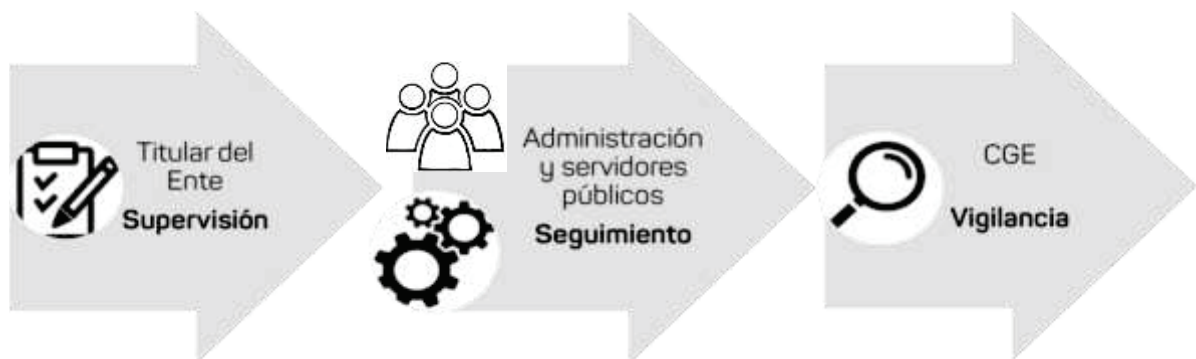 Titular del
Ente
Supervisión
Administración
y servidores
públicos
Seguimiento
CGE
Vigilancia